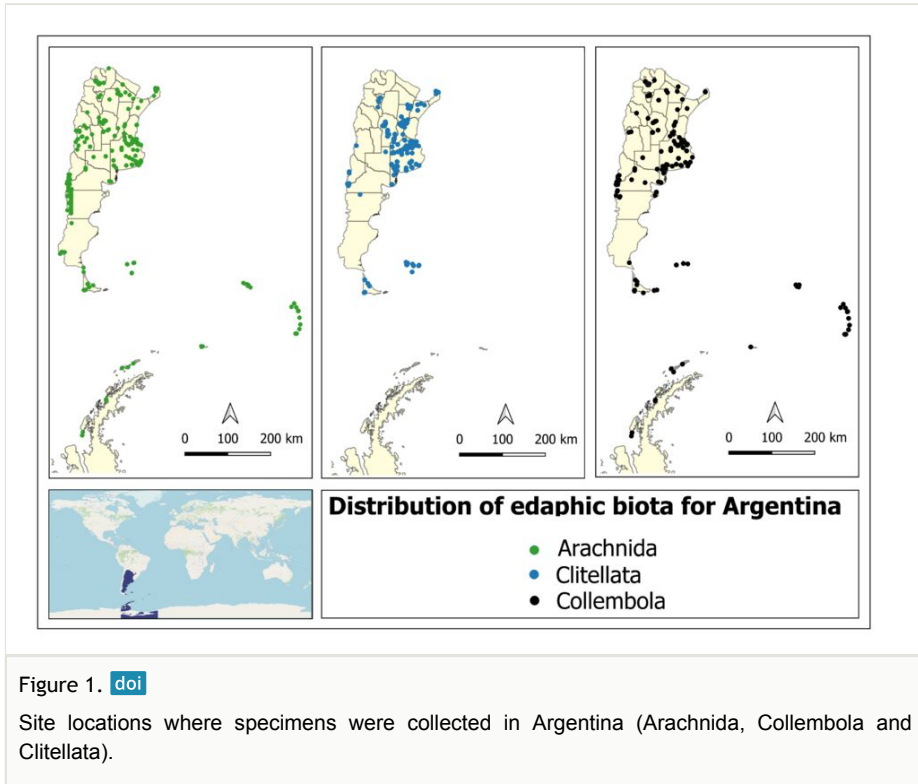 0 100 200 km
0 100 200 km
0 100 200 km
Distribution of edaphic biota for Argentina
Arachnida
Clitellata
Collembola
Figure 1. doi
Site locations where specimens were collected in Argentina (Arachnida, Collembola and
Clitellata).